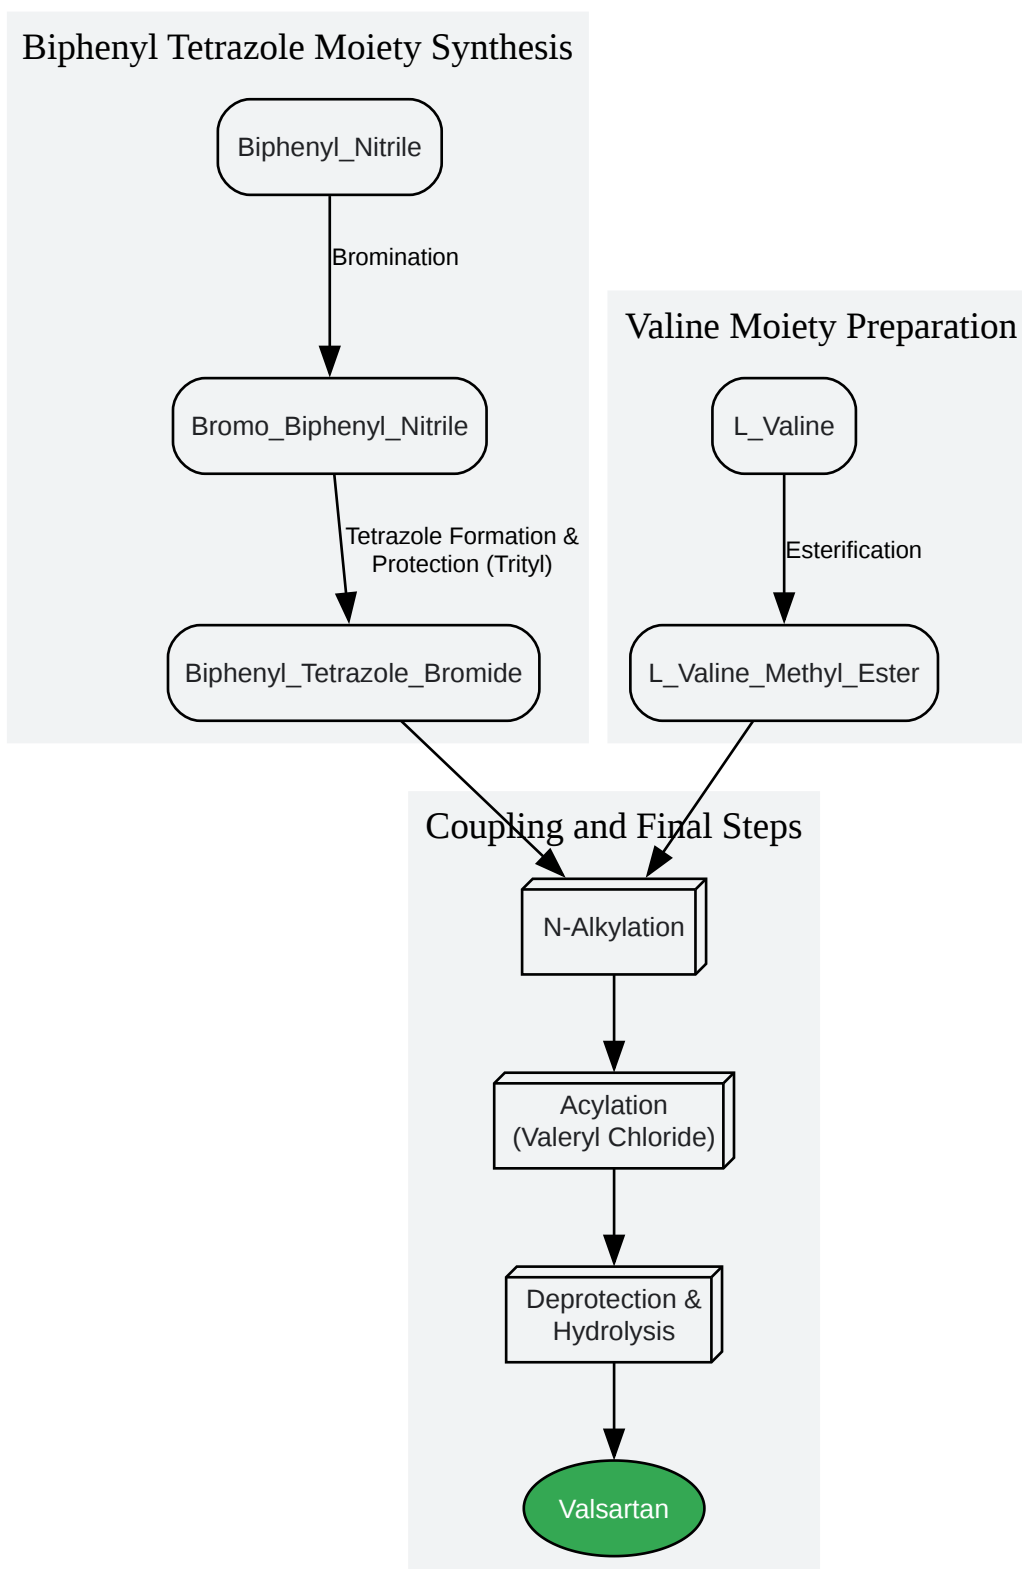 Biphenyl Tetrazole Moiety Synthesis
Biphenyl_Nitrile
Bromination
Bromo_Biphenyl_Nitrile
Tetrazole Formation &
Protection (Trityl)
Biphenyl_Tetrazole_Bromide
Valine Moiety Preparation
L_Valine
Esterification
L_Valine_Methyl_Ester
Coupling and Final Steps
N-Alkylation
Acylation
(Valeryl Chloride)
Deprotection &
Hydrolysis
Valsartan